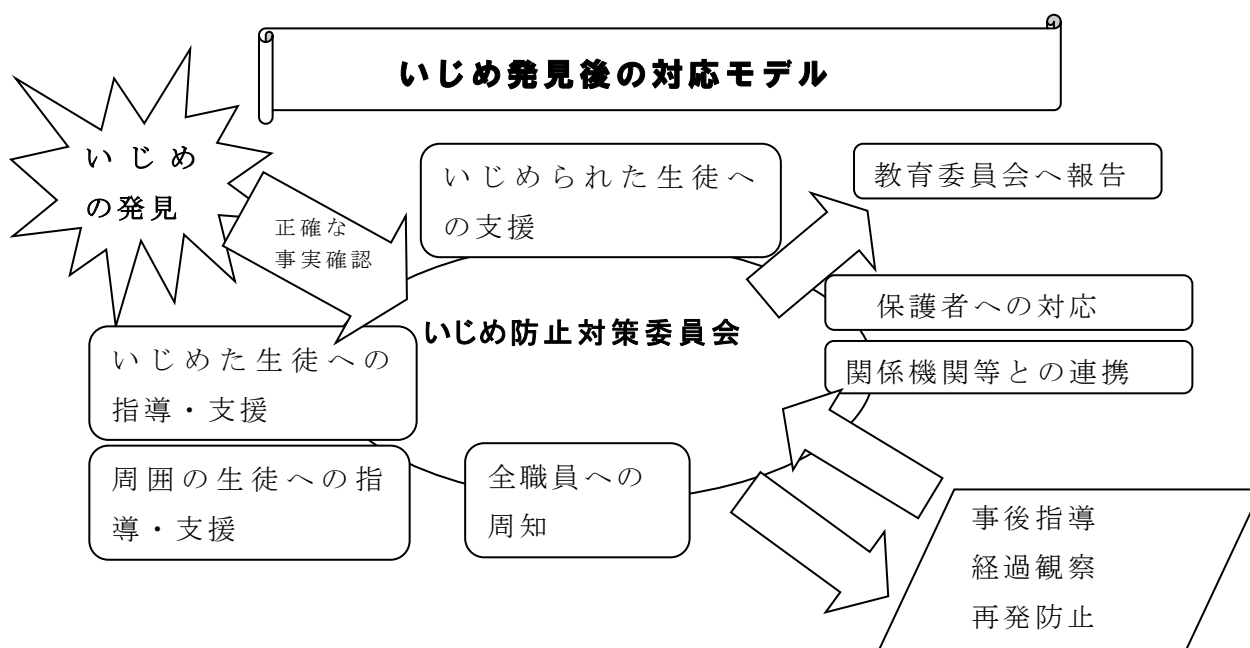 いじめ発見後の対応モデル
いじめ
の発見
正確な
事実確認
いじめられた生徒へ
の支援
教育委員会へ報告
保護者への対応
関係機関等との連携
いじめ防止対策委員会
いじめた生徒への
指導・支援
周囲の生徒への指
導・支援
全職員への
周知
事後指導
経過観察
再発防止